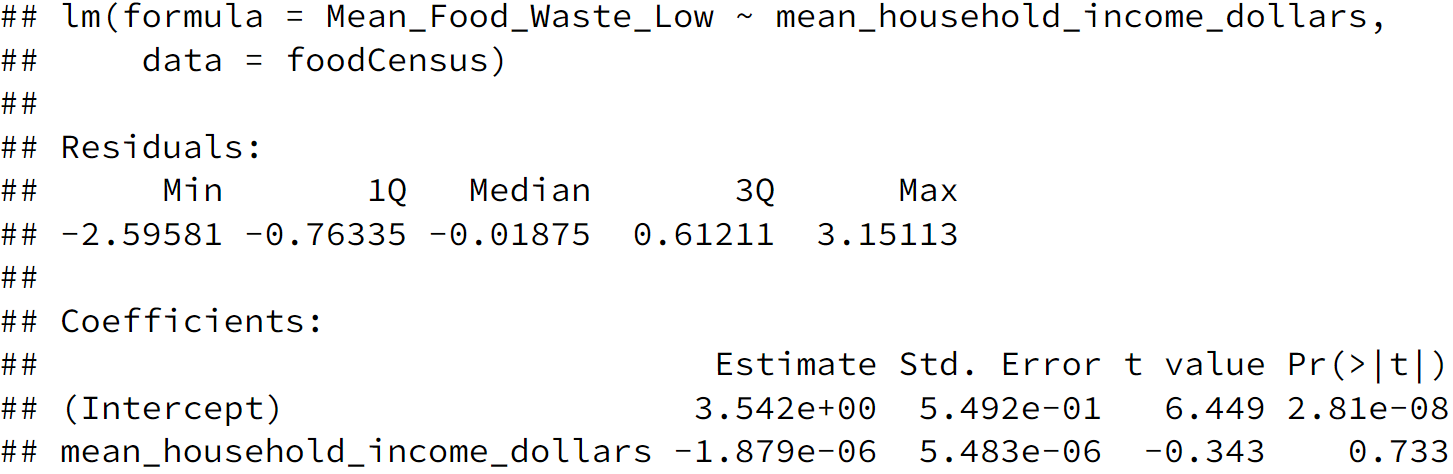 ## lm(formula = Mean_Food_Waste_Low ~ mean_household_income_dollars,
##     data = foodCensus)
##
## Residuals:
##      Min       1Q   Median       3Q      Max
## -2.59581 -0.76335 -0.01875  0.61211  3.15113
##
## Coefficients:
##                                 Estimate Std. Error t value Pr(>|t|)
## (Intercept)                    3.542e+00  5.492e-01   6.449 2.81e-08
## mean_household_income_dollars -1.879e-06  5.483e-06  -0.343    0.733